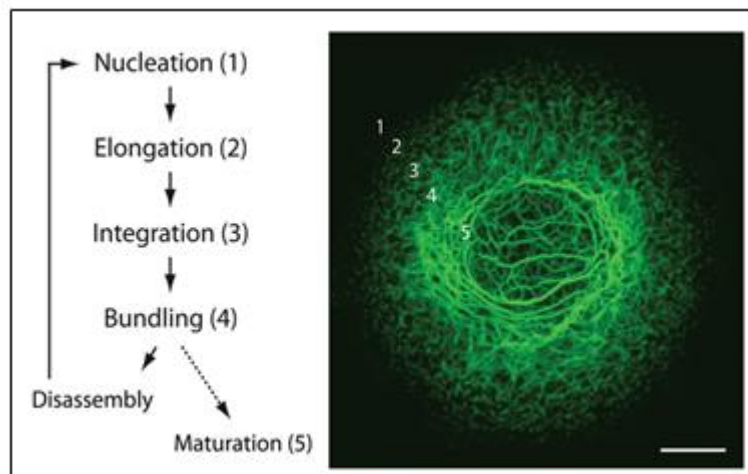 Nucleation (1)
Elongation (2)
Integration (3)
Bundling (4)
Disassembly
Maturation (5)
1
2
3
4
5